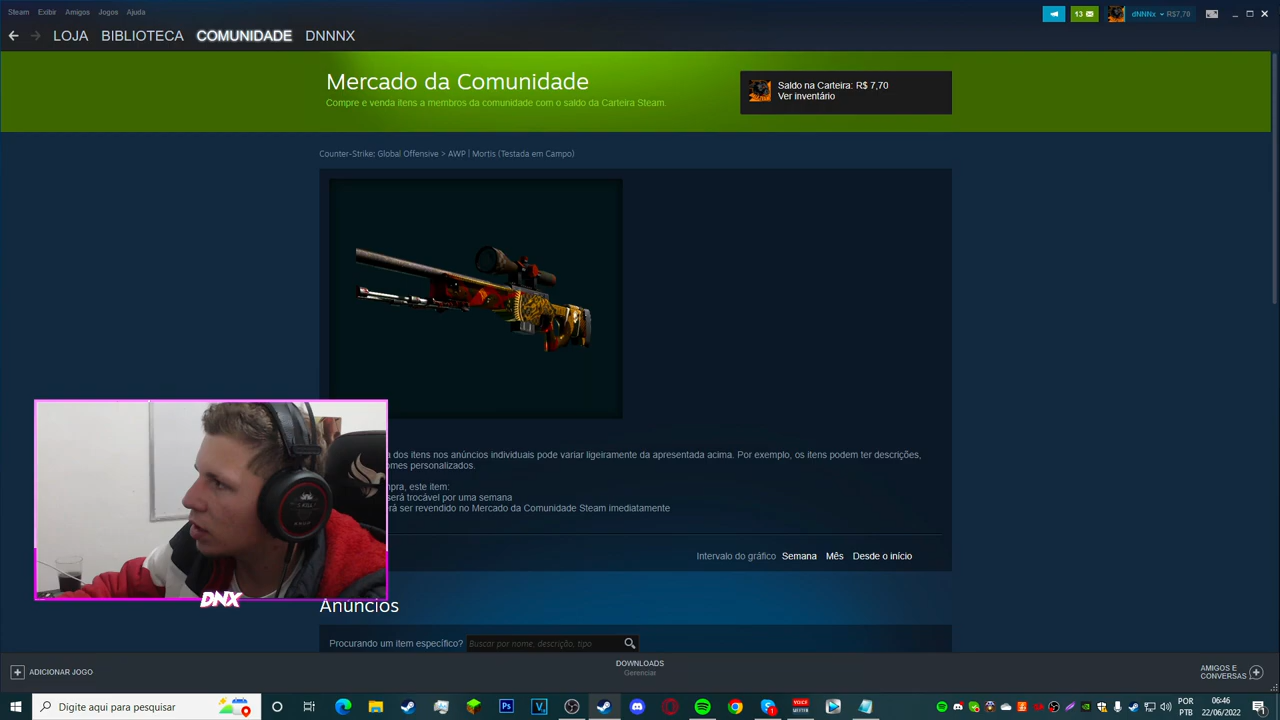 Steam Exibir Amigos Jogos Ajuda
13 dNNNx R$7,70
LOJA BIBLIOTECA COMUNIDADE DNNNX
Mercado da Comunidade
Compre e venda itens a membros da comunidade com o saldo da Carteira Steam.
Saldo na Carteira: R$ 7,70
Ver inventário
Counter-Strike: Global Offensive > AWP | Mortis (Testada em Campo)
a dos itens nos anúncios individuais pode variar ligeiramente da apresentada acima. Por exemplo, os itens podem ter descrições,
omes personalizados.
mpra, este item:
será trocável por uma semana
rá ser revendido no Mercado da Comunidade Steam imediatamente
Intervalo do gráfico Semana Mês Desde o início
DNX
Anúncios
Procurando um item específico? Buscar por nome, descrição, tipo
ADICIONAR JOGO
DOWNLOADS
Gerenciar
AMIGOS E
CONVERSAS
Digite aqui para pesquisar
Ps
VOICE
MEETER
POR
PTB
06:46
22/06/2022